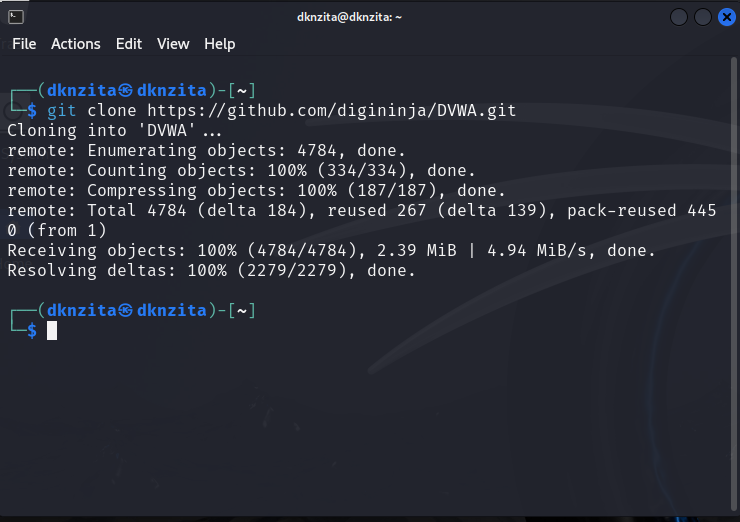 dknzita@dknzita: ~
File Actions Edit View Help
┌──(dknzita㉿dknzita)-[~]
└─$ git clone https://github.com/digininja/DVWA.git
Cloning into 'DVWA'...
remote: Enumerating objects: 4784, done.
remote: Counting objects: 100% (334/334), done.
remote: Compressing objects: 100% (187/187), done.
remote: Total 4784 (delta 184), reused 267 (delta 139), pack-reused 445
0 (from 1)
Receiving objects: 100% (4784/4784), 2.39 MiB | 4.94 MiB/s, done.
Resolving deltas: 100% (2279/2279), done.
┌──(dknzita㉿dknzita)-[~]
└─$